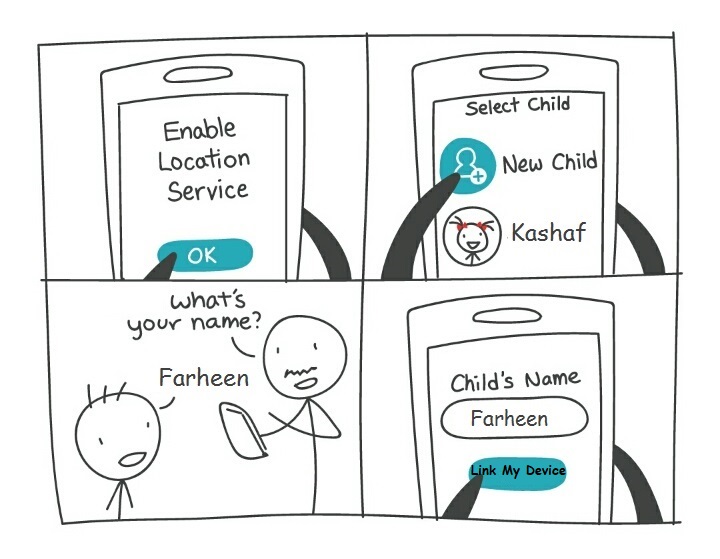 Enable
Location
Service
OK
Select Child
New Child
Kashaf
What's
your name?
Farheen
Child's Name
Farheen
Link My Device